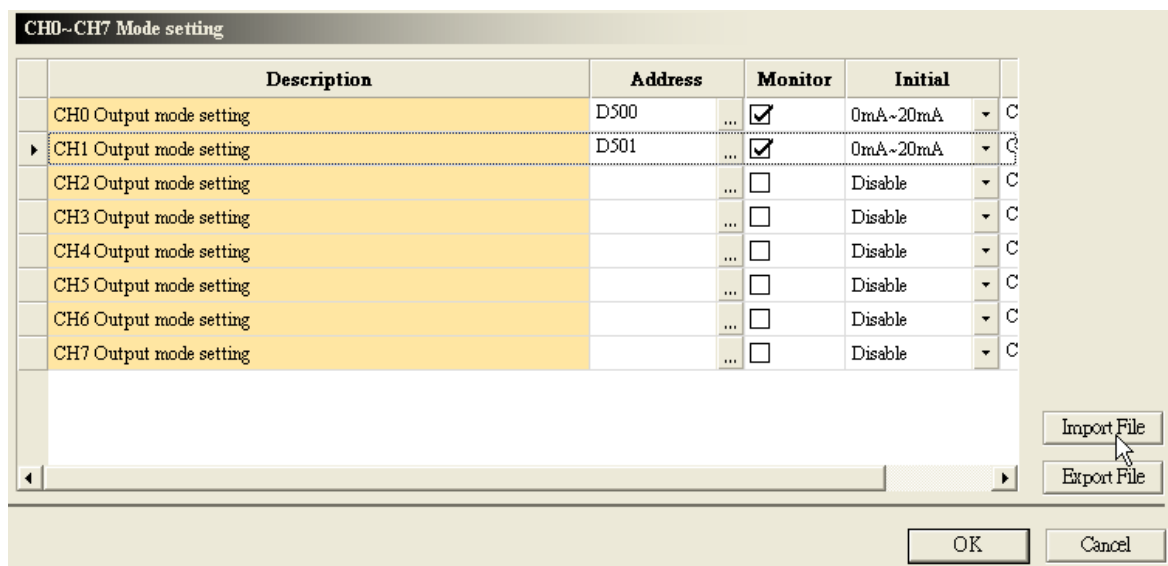 CH0~CH7 Mode setting
Description Address Monitor Initial
CH0 Output mode setting D500 ... 0mA~20mA C
CH1 Output mode setting D501 ... 0mA~20mA C
CH2 Output mode setting ... Disable C
CH3 Output mode setting ... Disable C
CH4 Output mode setting ... Disable C
CH5 Output mode setting ... Disable C
CH6 Output mode setting ... Disable C
CH7 Output mode setting ... Disable C
Import File
Export File
OK Cancel